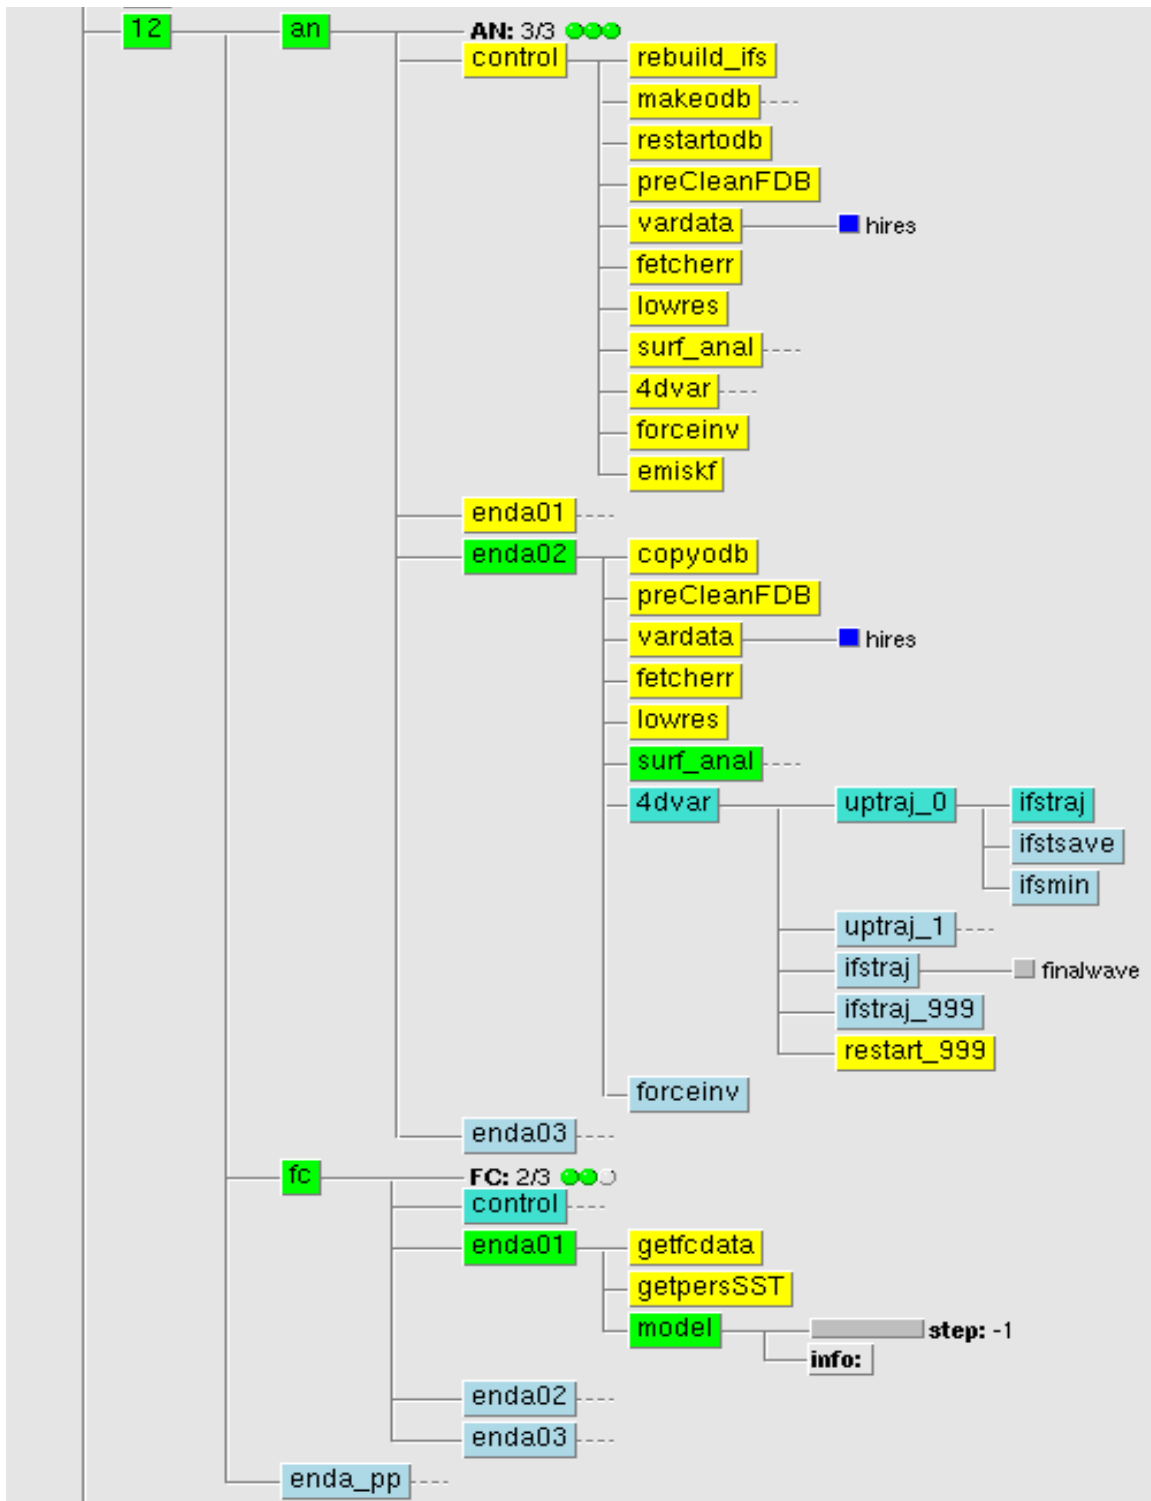 12 an AN: 3/3
control rebuild_ifs
makeodb
restartodb
preCleanFDB
vardata hires
fetcherr
lowres
surf_anal
4dvar
forceinv
emiskf
enda01
enda02 copyodb
preCleanFDB
vardata hires
fetcherr
lowres
surf_anal
4dvar uptraj_0 ifstraj
ifstsave
ifsmin
uptraj_1
ifstraj finalwave
ifstraj_999
restart_999
forceinv
enda03
fc FC: 2/3
control
enda01 getfcdata
getpersSST
model step: -1
info:
enda02
enda03
enda_pp